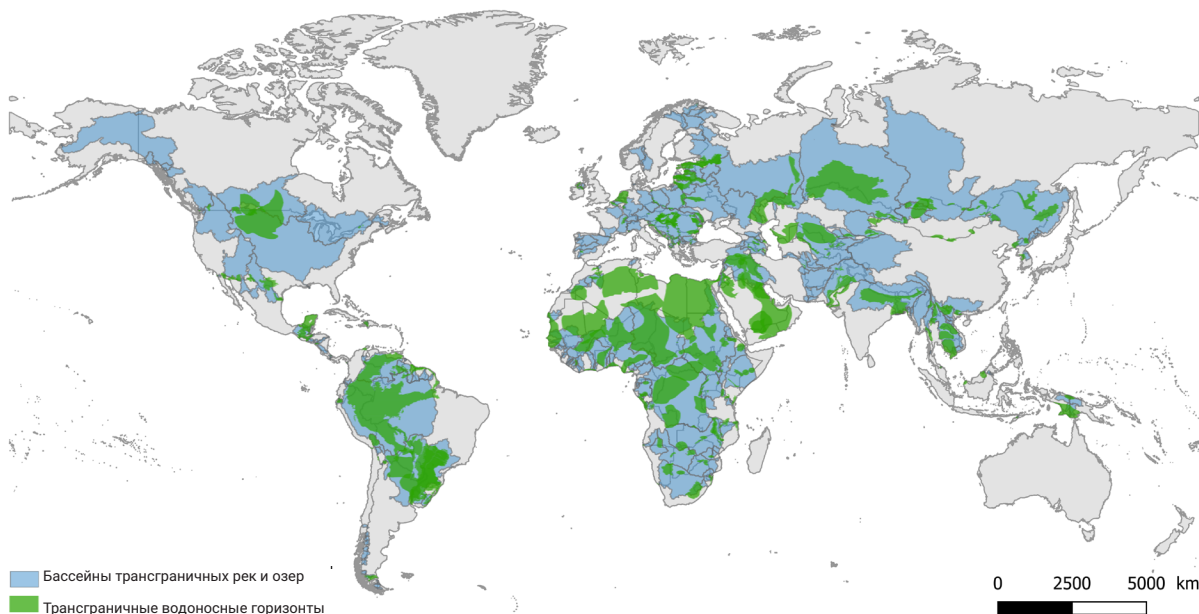 Бассейны трансграничных рек и озер
Трансграничные водоносные горизонты
0 2500 5000 km